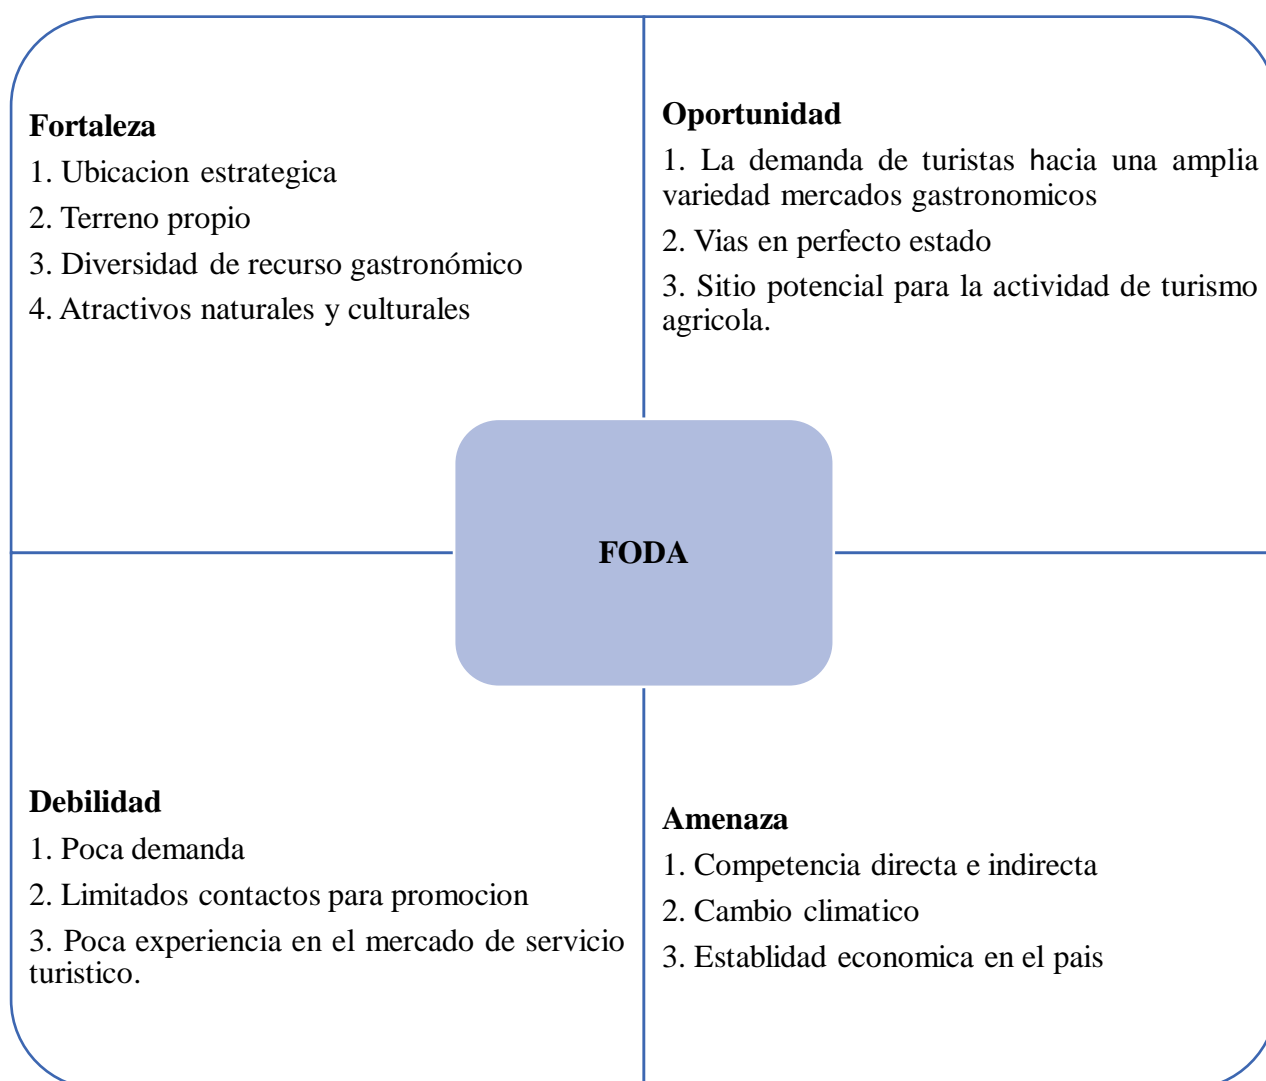 Fortaleza
1. Ubicacion estrategica
2. Terreno propio
3. Diversidad de recurso gastronómico
4. Atractivos naturales y culturales
Oportunidad
1. La demanda de turistas hacia una amplia
variedad mercados gastronomicos
2. Vias en perfecto estado
3. Sitio potencial para la actividad de turismo
agricola.
FODA
Debilidad
1. Poca demanda
2. Limitados contactos para promocion
3. Poca experiencia en el mercado de servicio
turistico.
Amenaza
1. Competencia directa e indirecta
2. Cambio climatico
3. Establidad economica en el pais